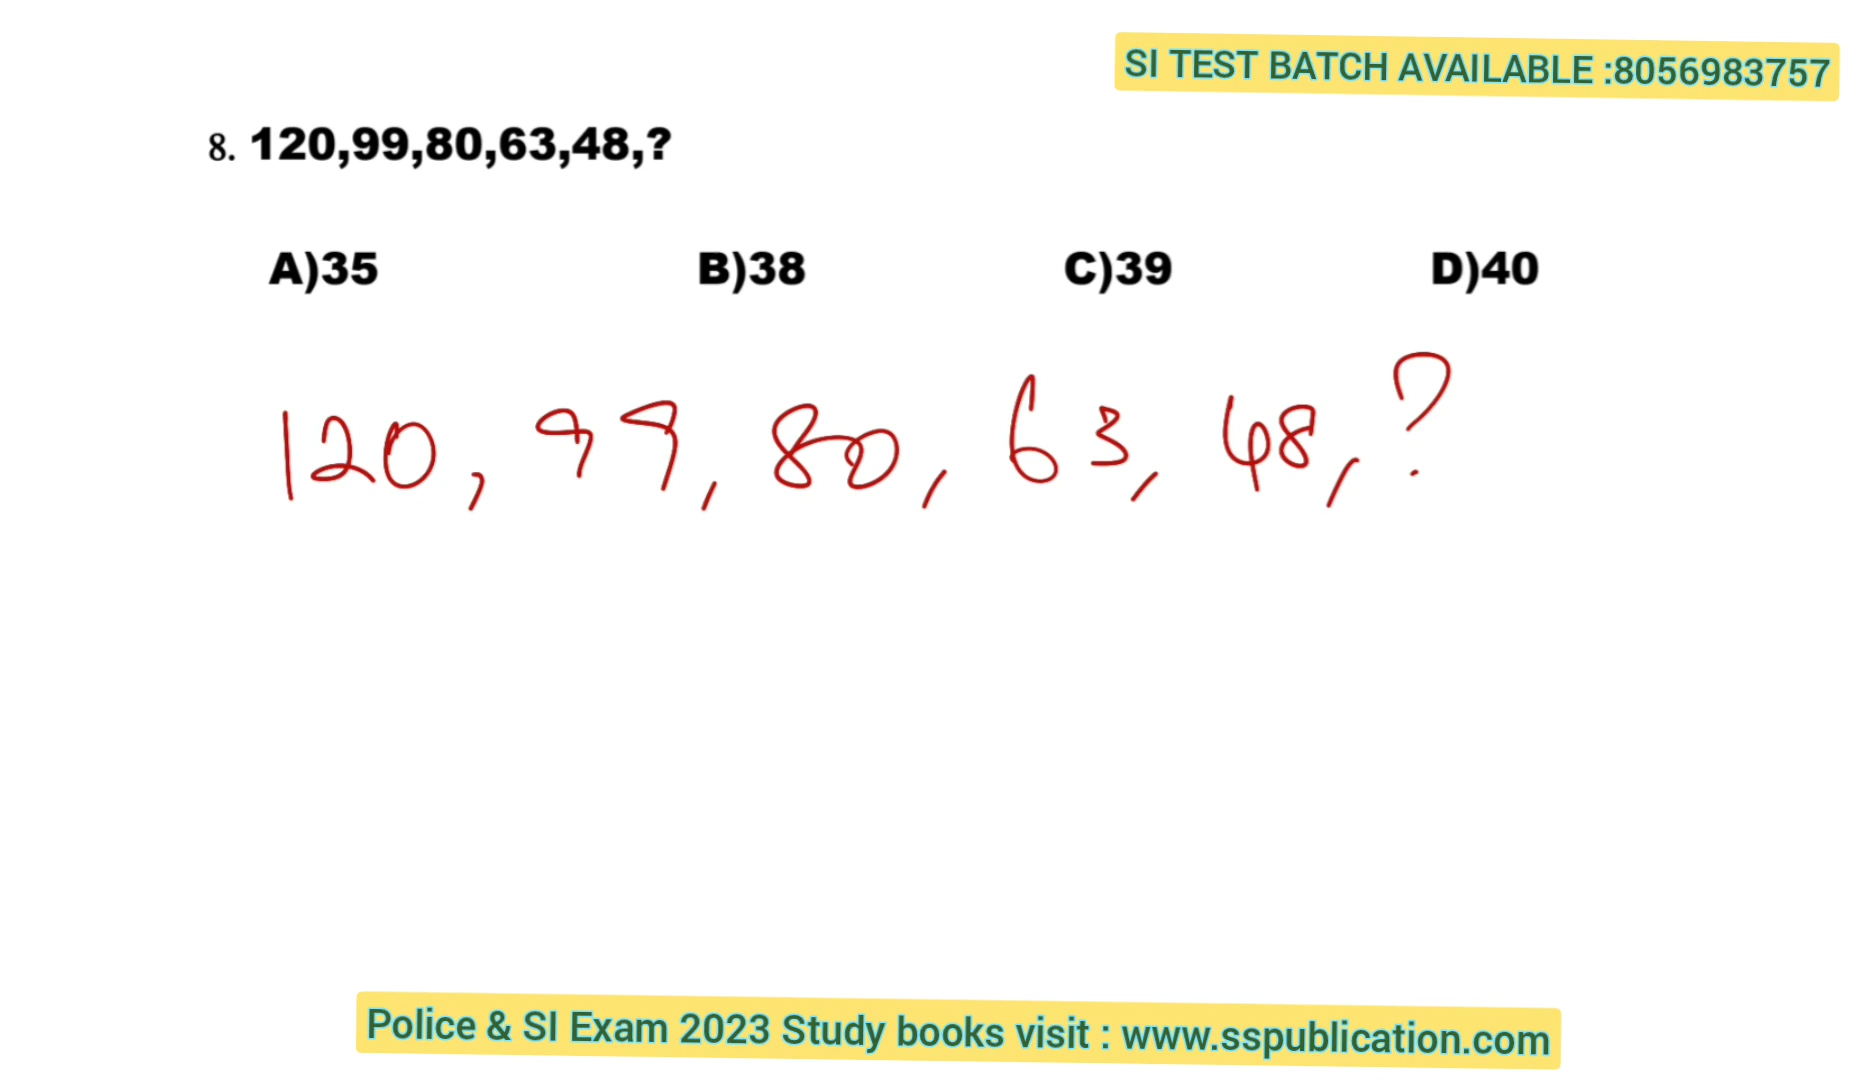 SI TEST BATCH AVAILABLE :8056983757
8. 120,99,80,63,48,?
A)35 B)38 C)39 D)40
120, 99, 80, 63, 48, ?
Police & SI Exam 2023 Study books visit : www.sspublication.com